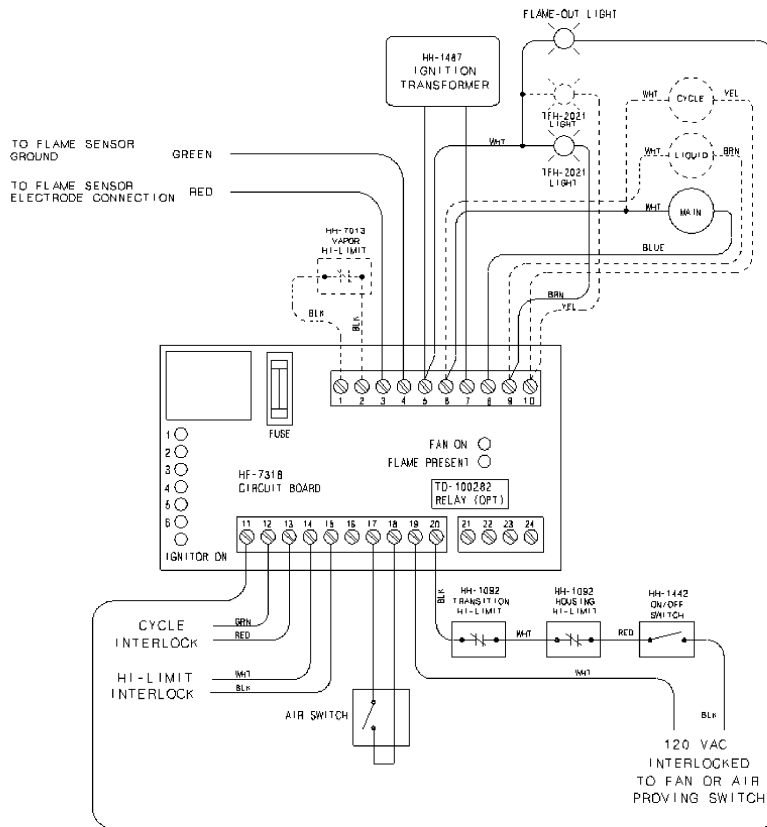 FLAME-OUT LIGHT
HH-1487
IGNITION
TRANSFORMER
WHT
CYCLE
YEL
TFH-2021
LIGHT
WHT
WHT
LIQUID
BRN
TFH-2021
LIGHT
TO FLAME SENSOR
GROUND
GREEN
TO FLAME SENSOR
ELECTRODE CONNECTION
RED
WHT
MAIN
HH-7013
VAPOR
HI-LIMIT
BLUE
BLK
BLK
BRN
YEL
1 2 3 4 5 6 7 8 9 10
FUSE
1
2
3
4
5
6
IGNITOR ON
FAN ON
FLAME PRESENT
HF-7318
CIRCUIT BOARD
TD-100282
RELAY (OPT)
11 12 13 14 15 16 17 18 19 20
21 22 23 24
BLK
HH-1092
TRANSITION
HI-LIMIT
HH-1092
HOUSING
HI-LIMIT
HH-1442
ON/OFF
SWITCH
CYCLE
INTERLOCK
GRN
RED
WHT
RED
HI-LIMIT
INTERLOCK
WHT
BLK
WHT
AIR SWITCH
BLK
120 VAC
INTERLOCKED
TO FAN OR AIR
PROVING SWITCH